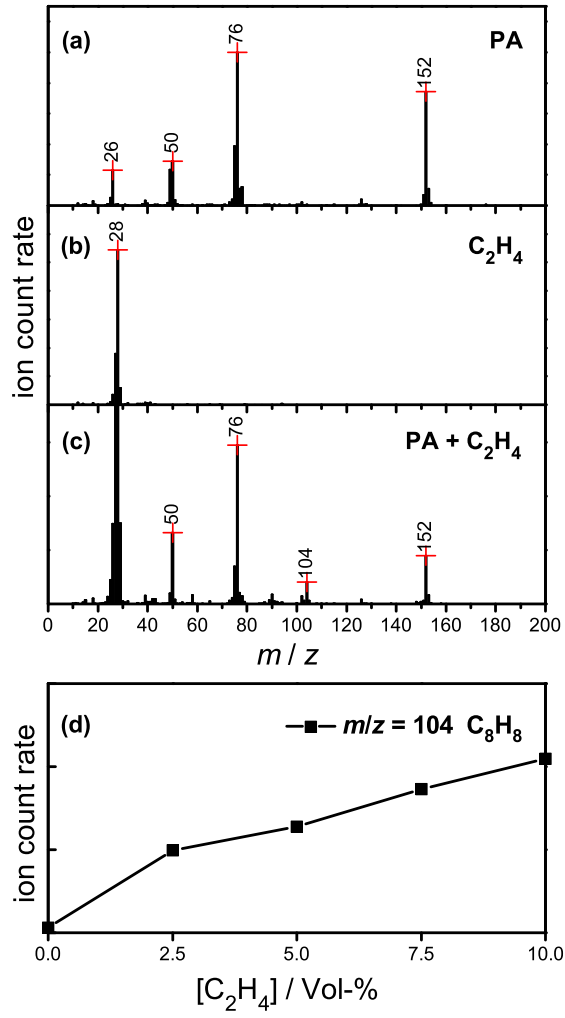 (a)
PA
26
50
76
152
(b)
C₂H₄
28
ion count rate
(c)
PA + C₂H₄
50
76
104
152
0 20 40 60 80 100 120 140 160 180 200
m / z
(d)
m/z = 104 C₈H₈
ion count rate
0.0 2.5 5.0 7.5 10.0
[C₂H₄] / Vol-%